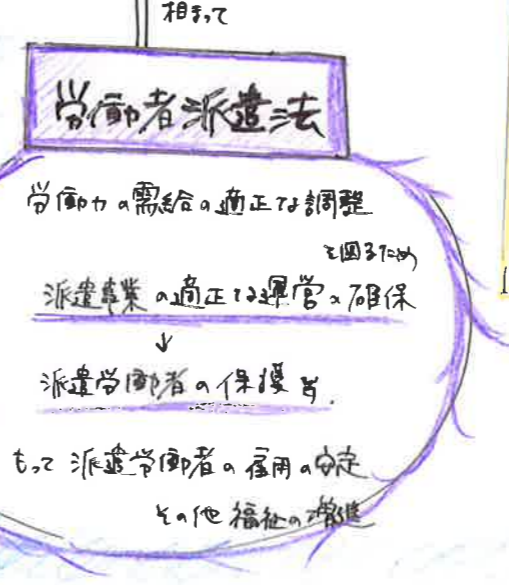 相まって
労働者派遣法
労働力の需給の適正な調整
を図るため
派遣事業の適正な運営の確保
↓
派遣労働者の保護等
もって派遣労働者の雇用の安定
その他福祉の増進